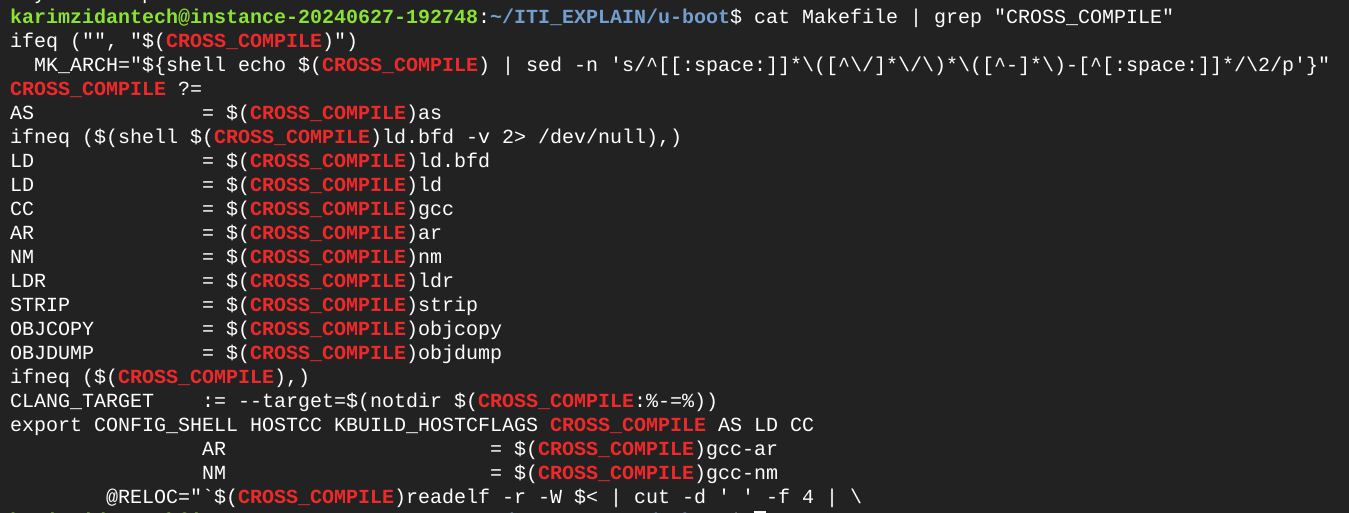 karimzidantech@instance-20240627-192748:~/ITI_EXPLAIN/u-boot$ cat Makefile | grep "CROSS_COMPILE"
ifeq ("", "$(CROSS_COMPILE)")
  MK_ARCH="${shell echo $(CROSS_COMPILE) | sed -n 's/^[[:space:]]*\([^\/]*\/\)*\([^-]*\)-[^[:space:]]*/\2/p'}"
CROSS_COMPILE ?=
AS              = $(CROSS_COMPILE)as
ifneq ($(shell $(CROSS_COMPILE)ld.bfd -v 2> /dev/null),)
LD              = $(CROSS_COMPILE)ld.bfd
LD              = $(CROSS_COMPILE)ld
CC              = $(CROSS_COMPILE)gcc
AR              = $(CROSS_COMPILE)ar
NM              = $(CROSS_COMPILE)nm
LDR             = $(CROSS_COMPILE)ldr
STRIP           = $(CROSS_COMPILE)strip
OBJCOPY         = $(CROSS_COMPILE)objcopy
OBJDUMP         = $(CROSS_COMPILE)objdump
ifneq ($(CROSS_COMPILE),)
CLANG_TARGET    := --target=$(notdir $(CROSS_COMPILE:%-=%))
export CONFIG_SHELL HOSTCC KBUILD_HOSTCFLAGS CROSS_COMPILE AS LD CC
                AR                      = $(CROSS_COMPILE)gcc-ar
                NM                      = $(CROSS_COMPILE)gcc-nm
        @RELOC="`$(CROSS_COMPILE)readelf -r -W $< | cut -d ' ' -f 4 | \